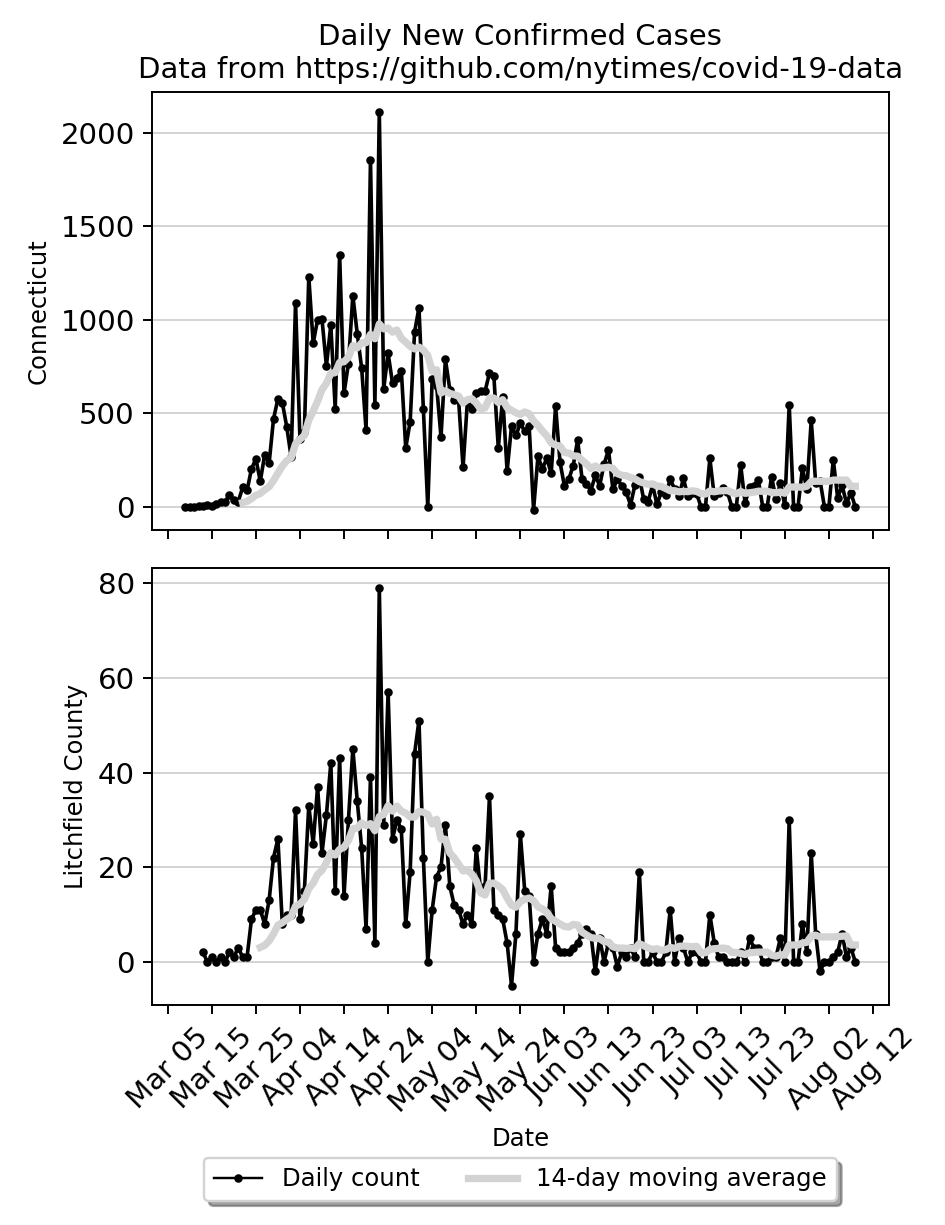 Daily New Confirmed Cases
Data from https://github.com/nytimes/covid-19-data
2000
1500
1000
500
0
Connecticut
80
60
40
20
0
Litchfield County
Mar 05
Mar 15
Mar 25
Apr 04
Apr 14
Apr 24
May 04
May 14
May 24
Jun 03
Jun 13
Jun 23
Jul 03
Jul 13
Jul 23
Aug 02
Aug 12
Date
Daily count 14-day moving average